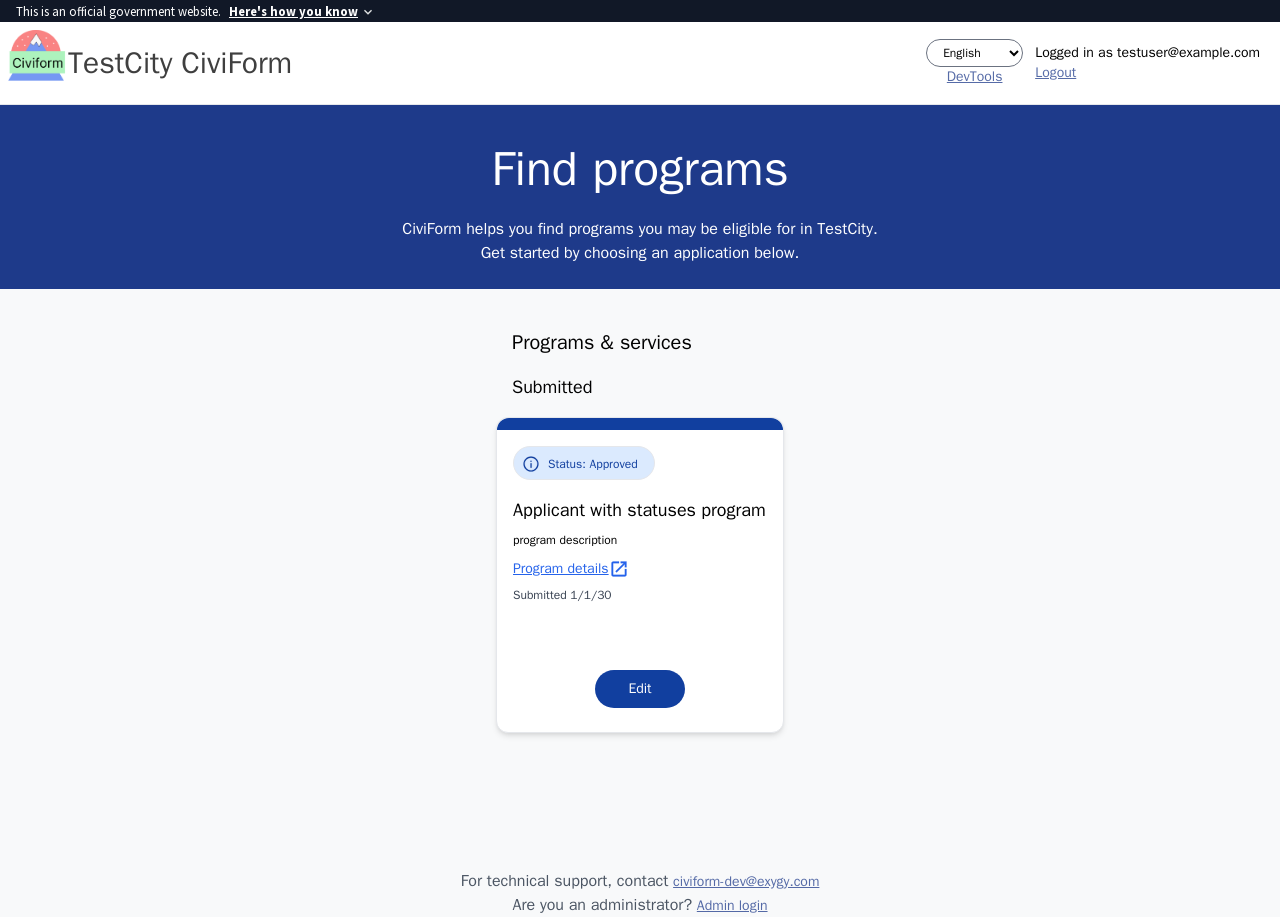 This is an official government website. Here's how you know
Civiform
TestCity CiviForm
English
DevTools
Logged in as testuser@example.com
Logout
Find programs
CiviForm helps you find programs you may be eligible for in TestCity.
Get started by choosing an application below.
Programs & services
Submitted
Status: Approved
Applicant with statuses program
program description
Program details
Submitted 1/1/30
Edit
For technical support, contact civiform-dev@exygy.com
Are you an administrator? Admin login